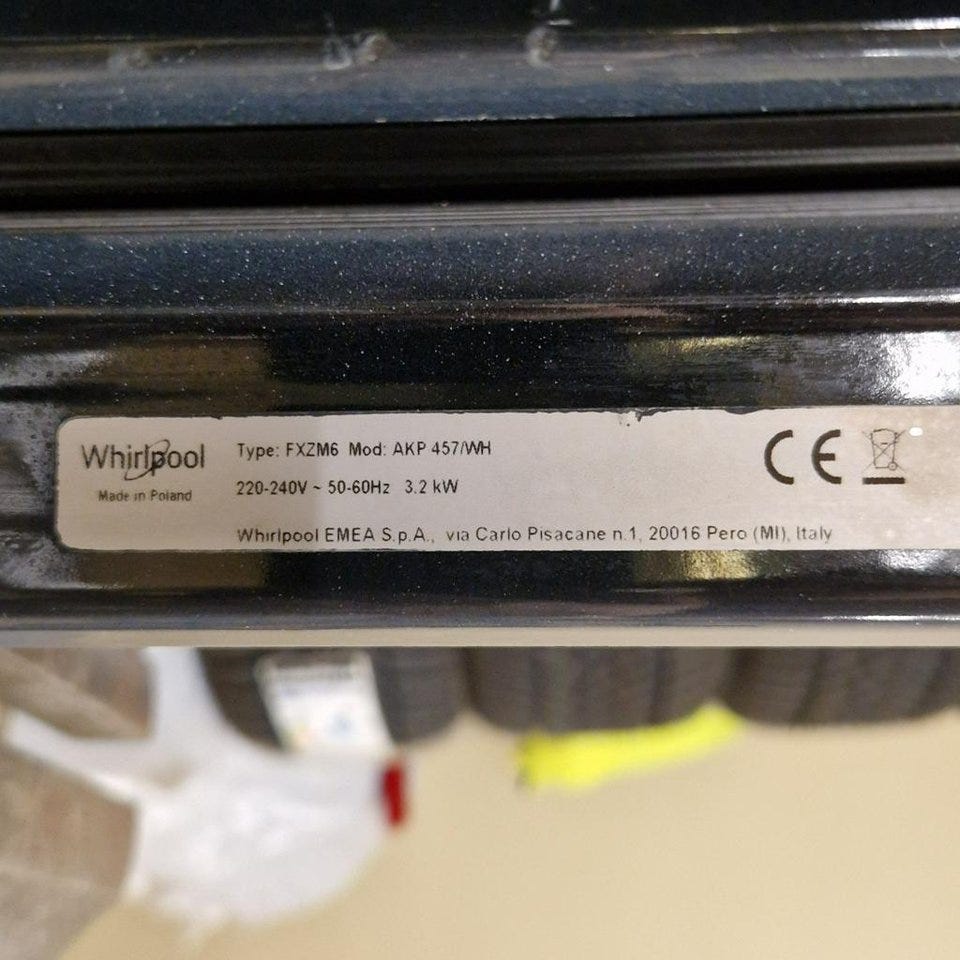 Whirlpool
Made in Poland
Type: FXZM6 Mod: AKP 457/WH
220-240V ~ 50-60Hz 3.2 kW
Whirlpool EMEA S.p.A., via Carlo Pisacane n.1, 20016 Pero (MI), Italy
CE